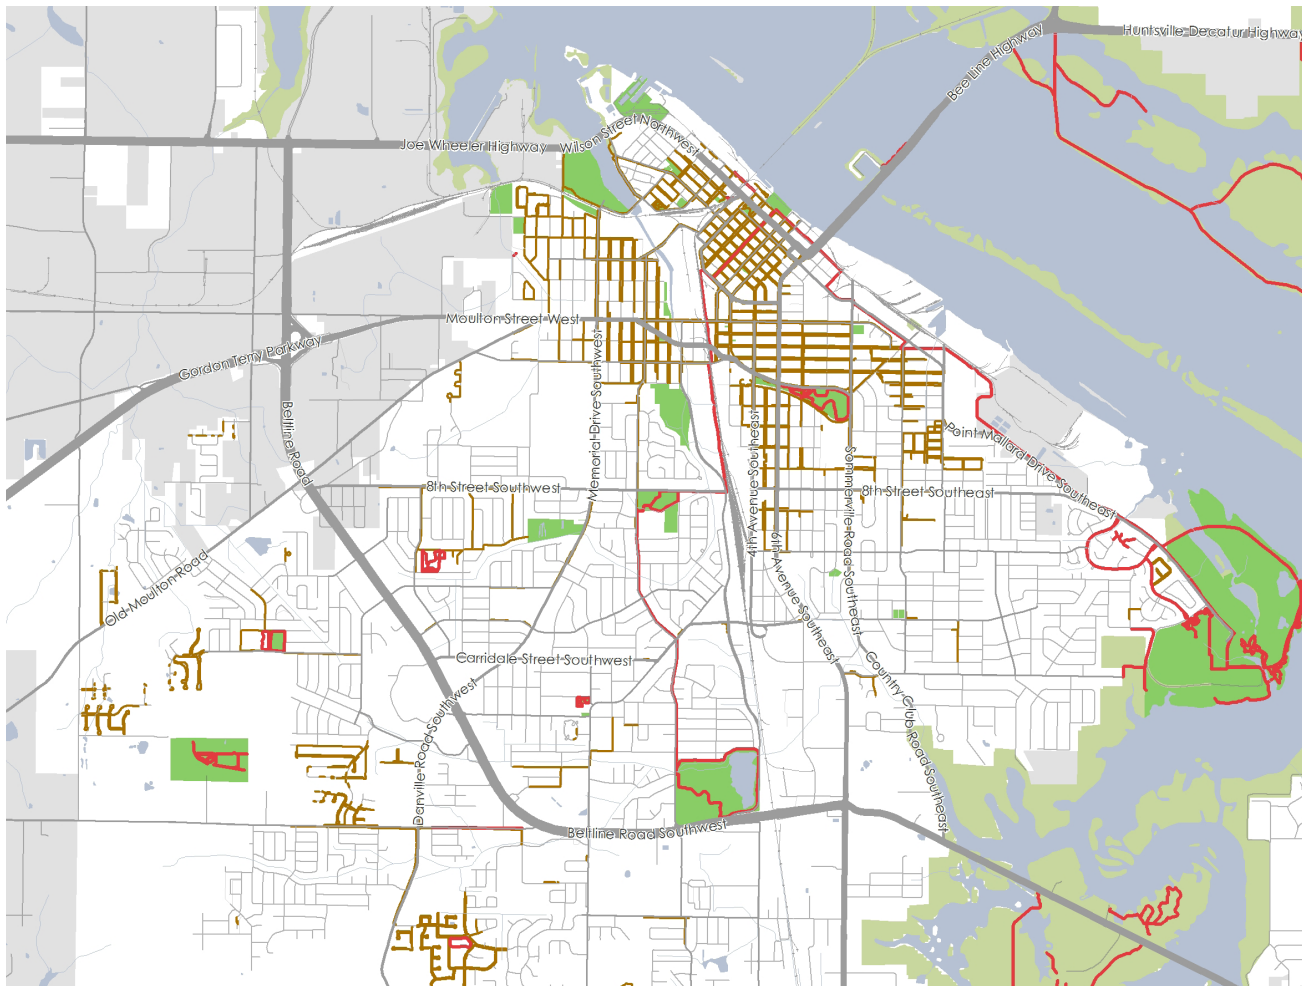 Huntsville-Decatur Highway
Bee Line Highway
Joe Wheeler Highway
Wilson Street Northwest
Moulton Street West
Gordon Terry Parkway
Beltline Road
Memorial Drive Southwest
Point Mallard Drive Southeast
8th Street Southwest
8th Street Southeast
4th Avenue Southeast
6th Avenue Southeast
Sommerville Road Southeast
Old Moulton Road
Carridale Street Southwest
Country Club Road Southeast
Danville Road Southwest
Beltline Road Southwest